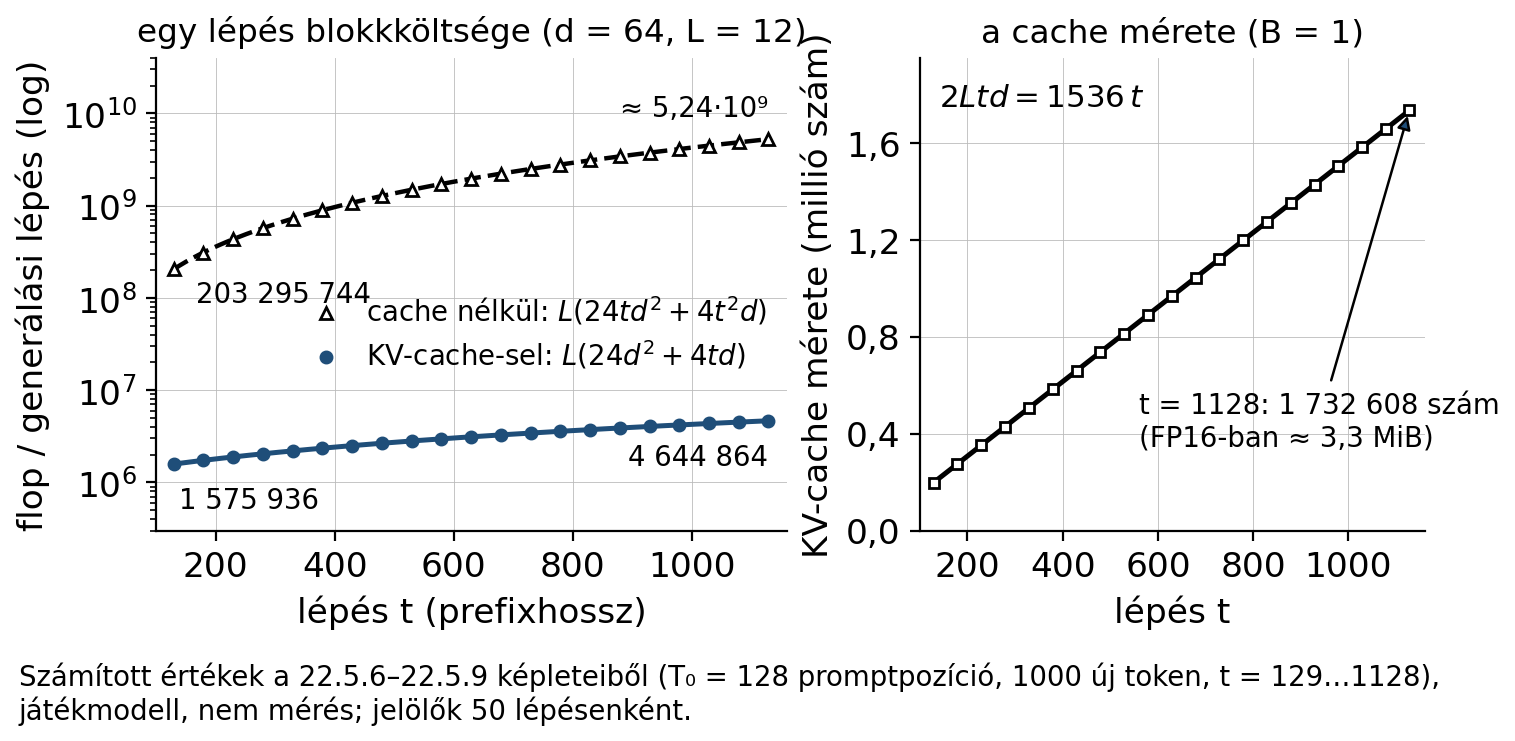 egy lépés blokkköltsége (d = 64, L = 12)
flop / generálási lépés (log)
10¹⁰
10⁹
10⁸
10⁷
10⁶
≈ 5,24·10⁹
203 295 744
cache nélkül: L(24td² + 4t²d)
KV-cache-sel: L(24d² + 4td)
4 644 864
1 575 936
200 400 600 800 1000
lépés t (prefixhossz)
a cache mérete (B = 1)
KV-cache mérete (millió szám)
2Ltd = 1536 t
1,6
1,2
0,8
0,4
0,0
t = 1128: 1 732 608 szám
(FP16-ban ≈ 3,3 MiB)
200 400 600 800 1000
lépés t
Számított értékek a 22.5.6–22.5.9 képleteiből (T₀ = 128 promptpozíció, 1000 új token, t = 129…1128),
játékmodell, nem mérés; jelölők 50 lépésenként.